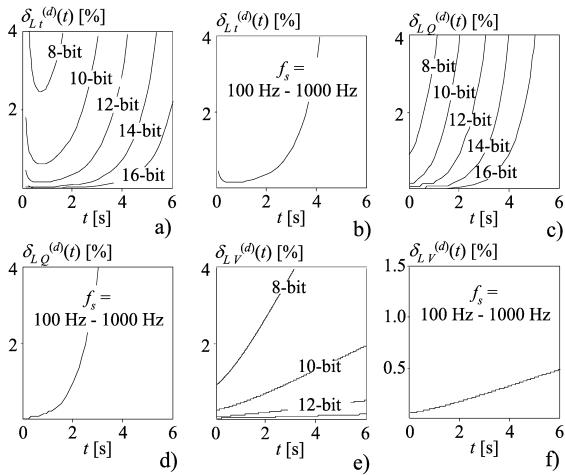 δL t(d)(t) [%]
4
2
8-bit
10-bit
12-bit
14-bit
16-bit
0 2 4 6
t [s]
a)
δL t(d)(t) [%]
4
2
fs =
100 Hz - 1000 Hz
0 2 4 6
t [s]
b)
δL Q(d)(t) [%]
4
2
8-bit
10-bit
12-bit
14-bit
16-bit
0 2 4 6
t [s]
c)
δL Q(d)(t) [%]
4
2
fs =
100 Hz - 1000 Hz
0 2 4 6
t [s]
d)
δL V(d)(t) [%]
4
2
8-bit
10-bit
12-bit
0 2 4 6
t [s]
e)
δL V(d)(t) [%]
1.5
1.0
0.5
fs =
100 Hz - 1000 Hz
0 2 4 6
t [s]
f)